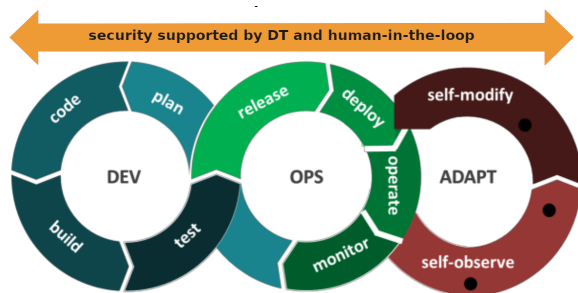 security supported by DT and human-in-the-loop
code
plan
release
deploy
self-modify
DEV
OPS
operate
ADAPT
build
test
monitor
self-observe